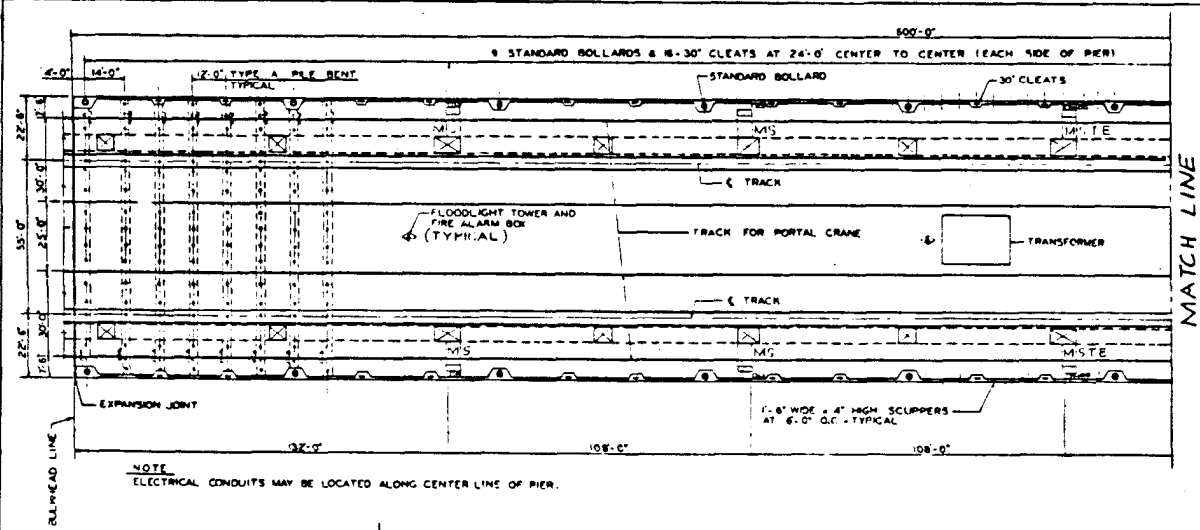 600'-0"
9 STANDARD BOLLARDS & 16-30" CLEATS AT 24'-0" CENTER TO CENTER (EACH SIDE OF PIER)
4'-0" 14'-0"
12'-0" TYPE A PILE BENT
TYPICAL
STANDARD BOLLARD
30" CLEATS
22'-6"
MS
MSTE
30'-0"
℄ TRACK
55'-0"
25'-0"
FLOODLIGHT TOWER AND
FIRE ALARM BOX
(TYPICAL)
TRACK FOR PORTAL CRANE
TRANSFORMER
MATCH LINE
℄ TRACK
22'-6"
7'-6"
30'-0"
MS
MS
MSTE
EXPANSION JOINT
1'-6" WIDE x 4" HIGH SCUPPERS
AT 6'-0" O.C. - TYPICAL
BULKHEAD LINE
132'-0"
108'-0"
108'-0"
NOTE
ELECTRICAL CONDUITS MAY BE LOCATED ALONG CENTER LINE OF PIER.